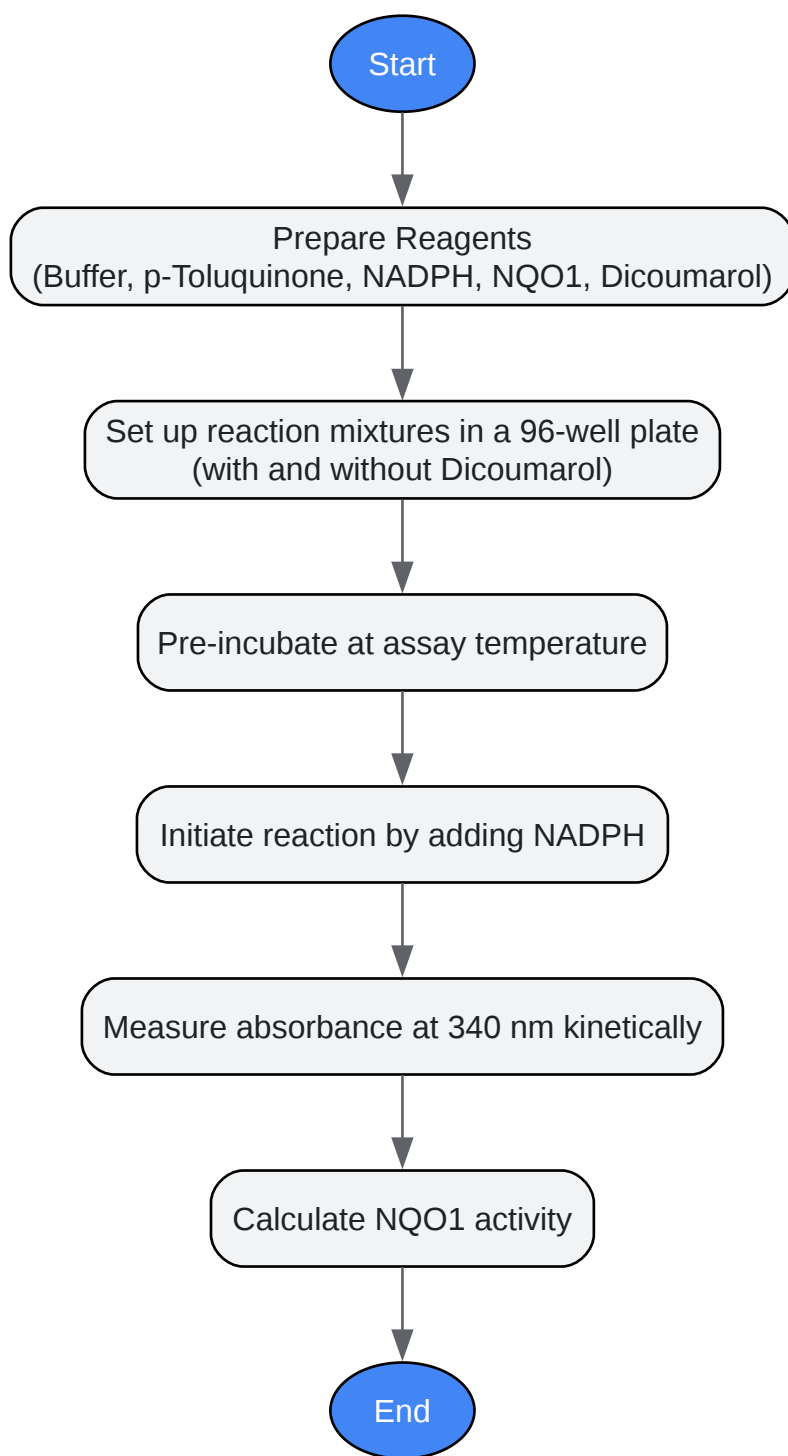 Start
Prepare Reagents
(Buffer, p-Toluquinone, NADPH, NQO1, Dicoumarol)
Set up reaction mixtures in a 96-well plate
(with and without Dicoumarol)
Pre-incubate at assay temperature
Initiate reaction by adding NADPH
Measure absorbance at 340 nm kinetically
Calculate NQO1 activity
End